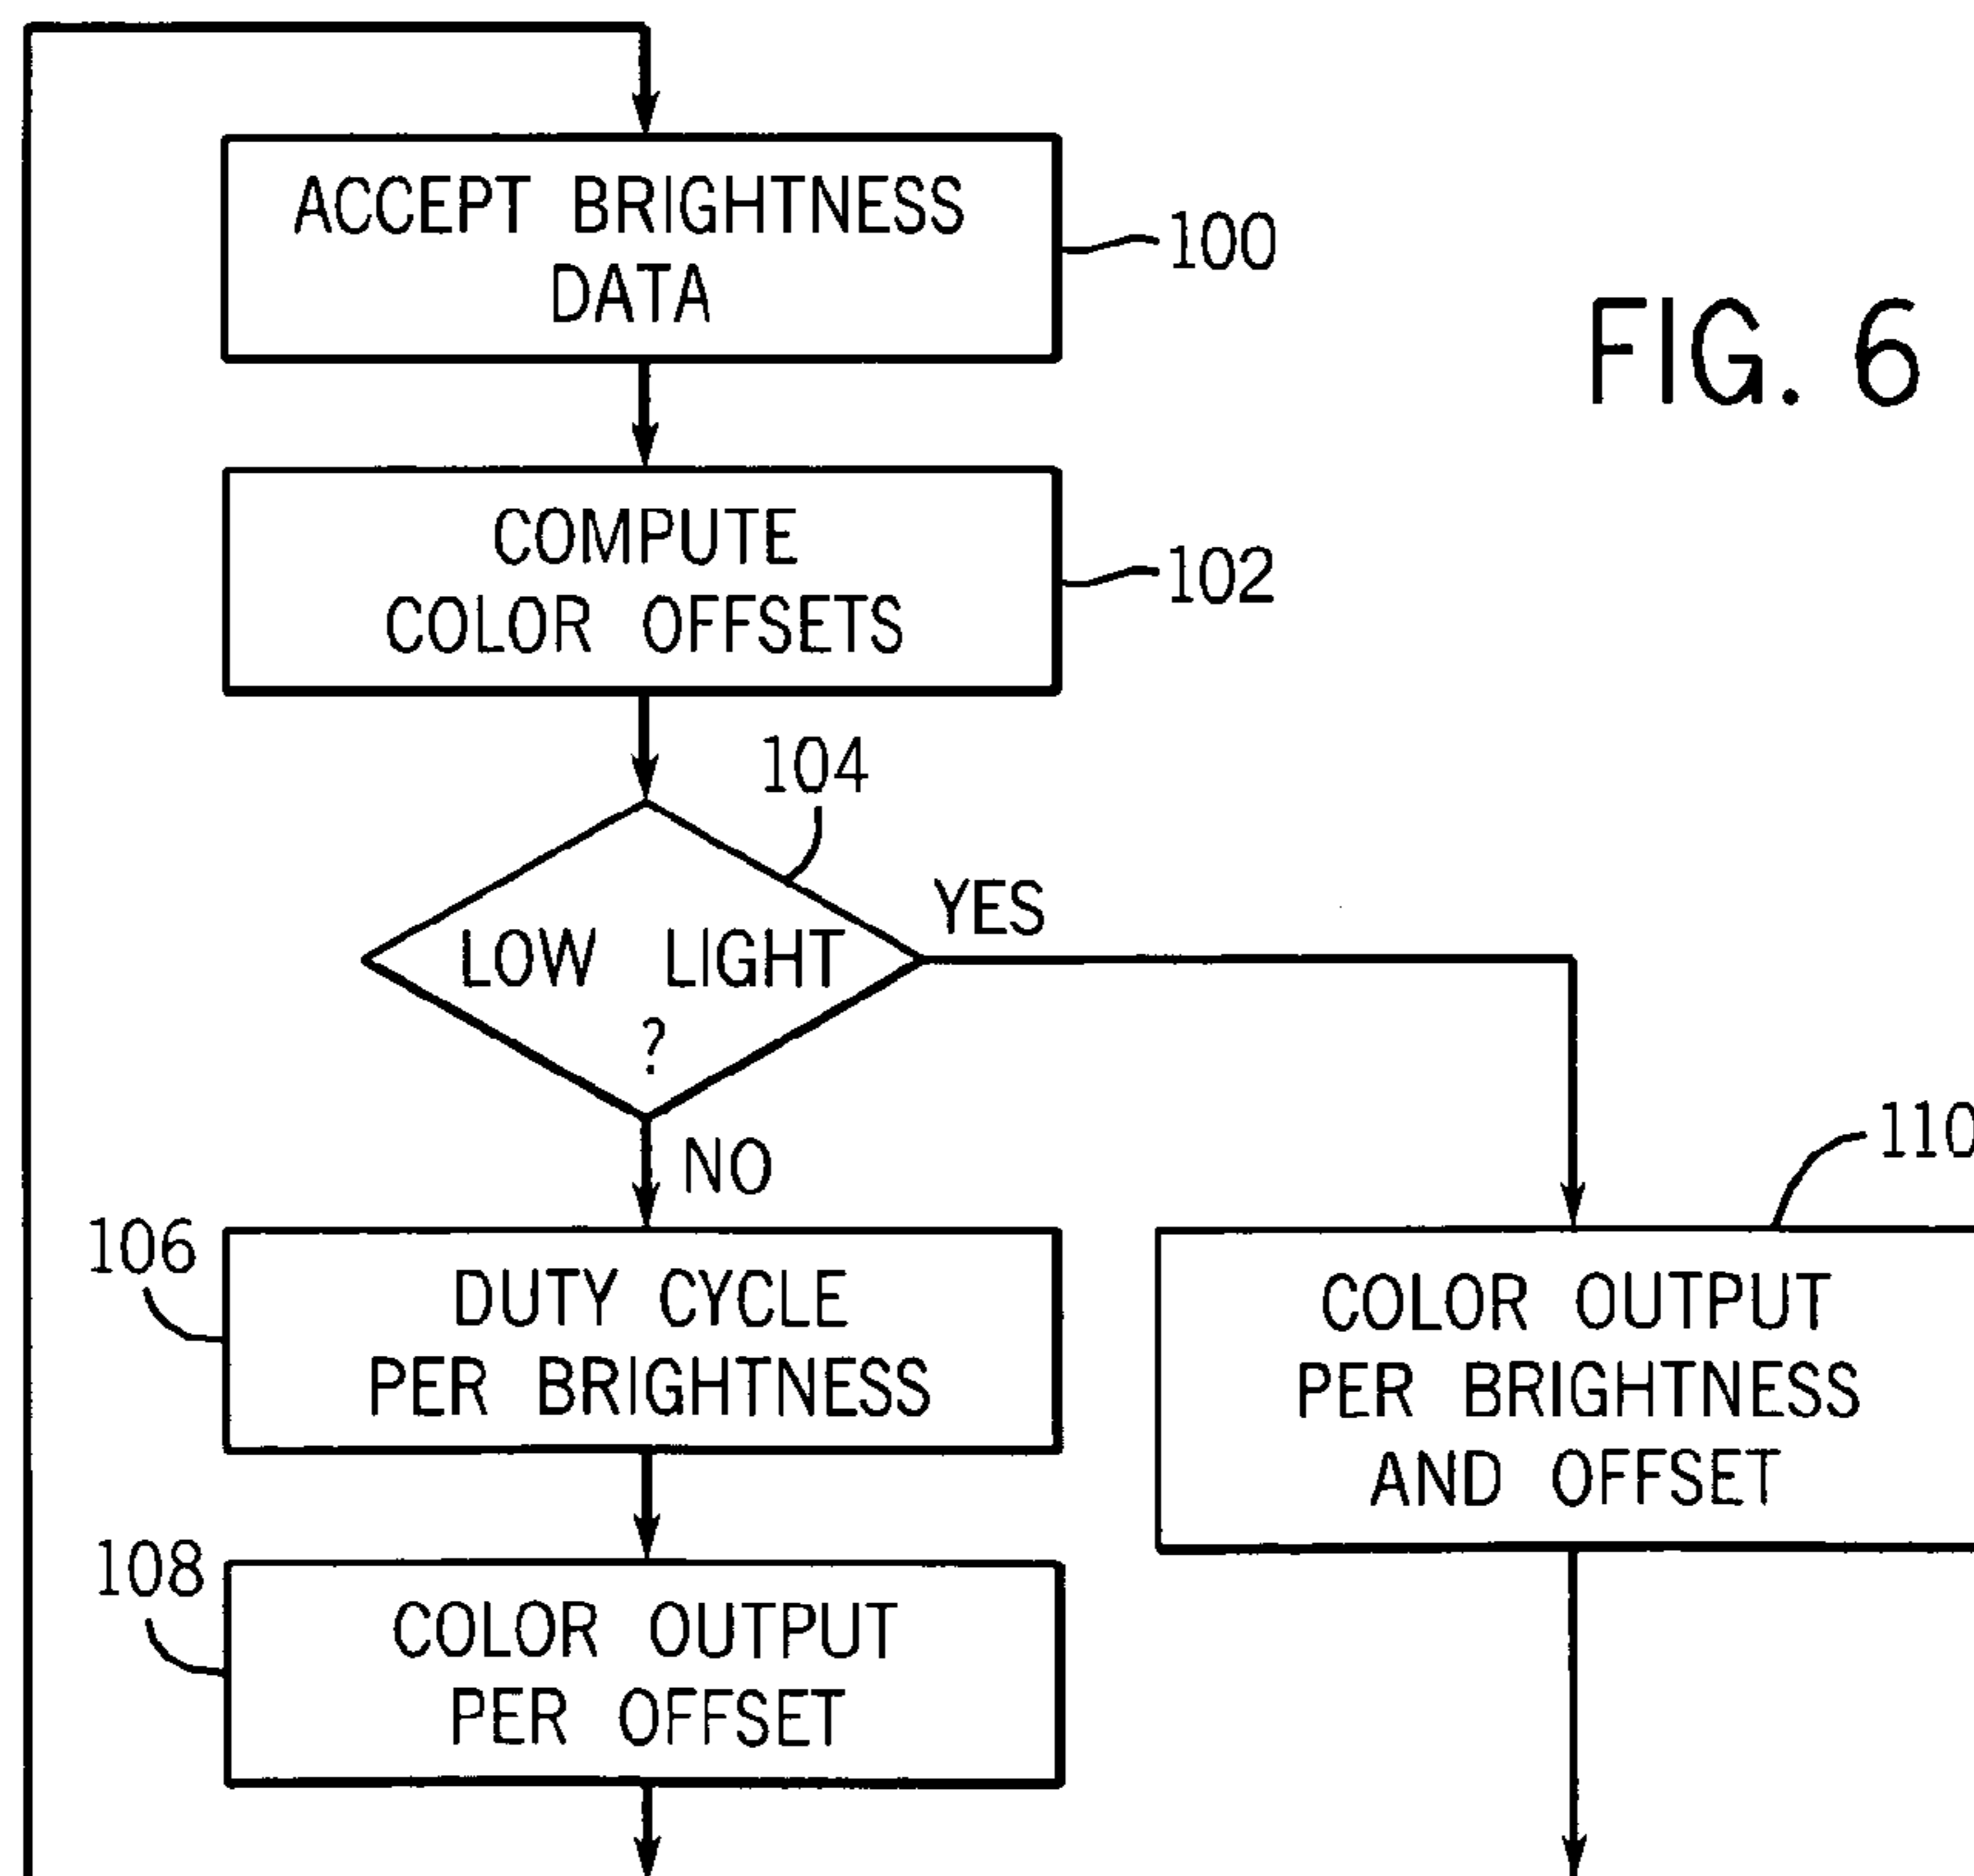 ACCEPT BRIGHTNESS
DATA
100
FIG. 6
COMPUTE
COLOR OFFSETS
102
104
YES
LOW LIGHT
?
NO
110
106
DUTY CYCLE
PER BRIGHTNESS
COLOR OUTPUT
PER BRIGHTNESS
AND OFFSET
108
COLOR OUTPUT
PER OFFSET